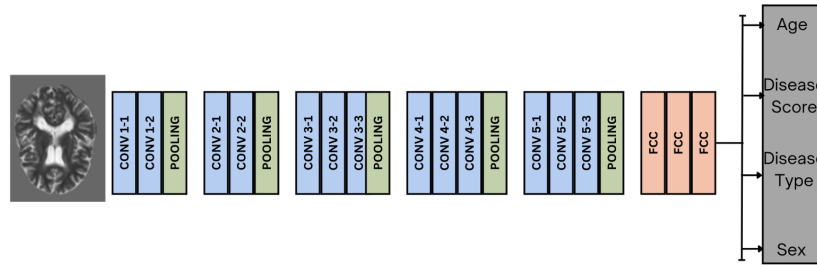 CONV 1-1
CONV 1-2
POOLING
CONV 2-1
CONV 2-2
POOLING
CONV 3-1
CONV 3-2
CONV 3-3
POOLING
CONV 4-1
CONV 4-2
CONV 4-3
POOLING
CONV 5-1
CONV 5-2
CONV 5-3
POOLING
FCC
FCC
FCC
Age
Disease
Score
Disease
Type
Sex